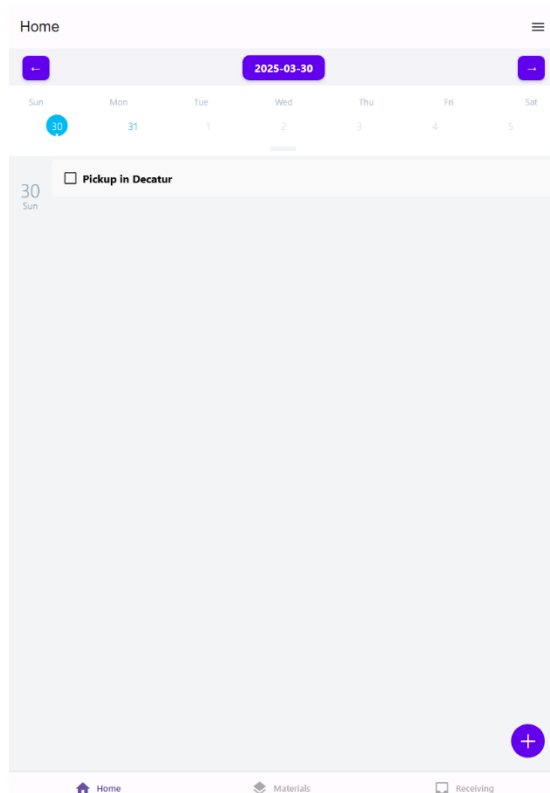 Home
← 2025-03-30 →
Sun Mon Tue Wed Thu Fri Sat
30 31 1 2 3 4 5
30
Sun
Pickup in Decatur
+
Home Materials Receiving